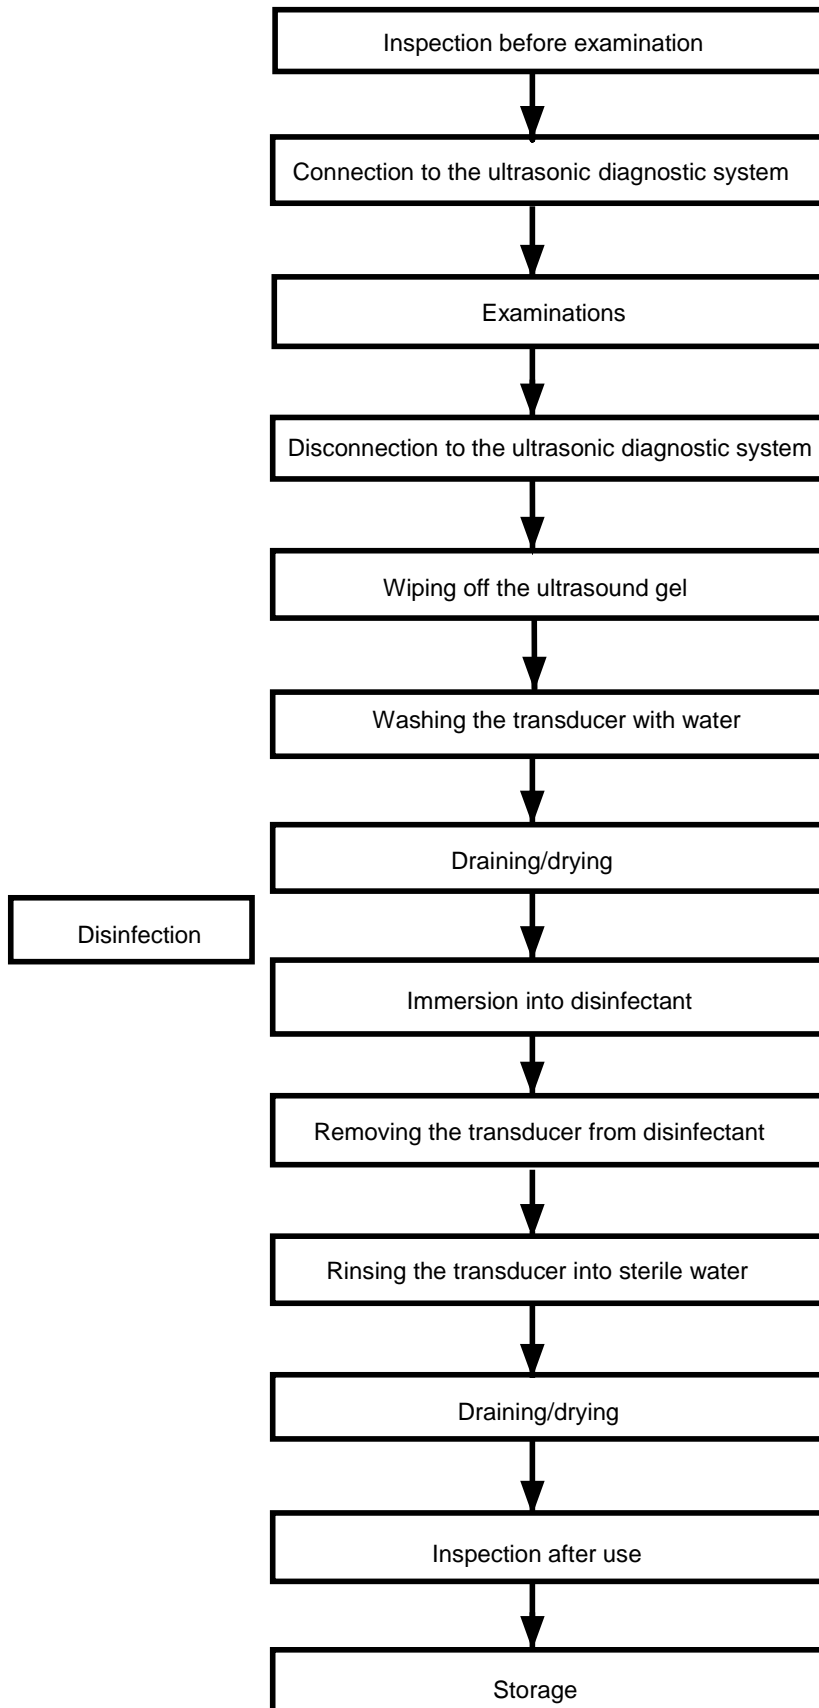 Inspection before examination
Connection to the ultrasonic diagnostic system
Examinations
Disconnection to the ultrasonic diagnostic system
Wiping off the ultrasound gel
Washing the transducer with water
Draining/drying
Disinfection
Immersion into disinfectant
Removing the transducer from disinfectant
Rinsing the transducer into sterile water
Draining/drying
Inspection after use
Storage